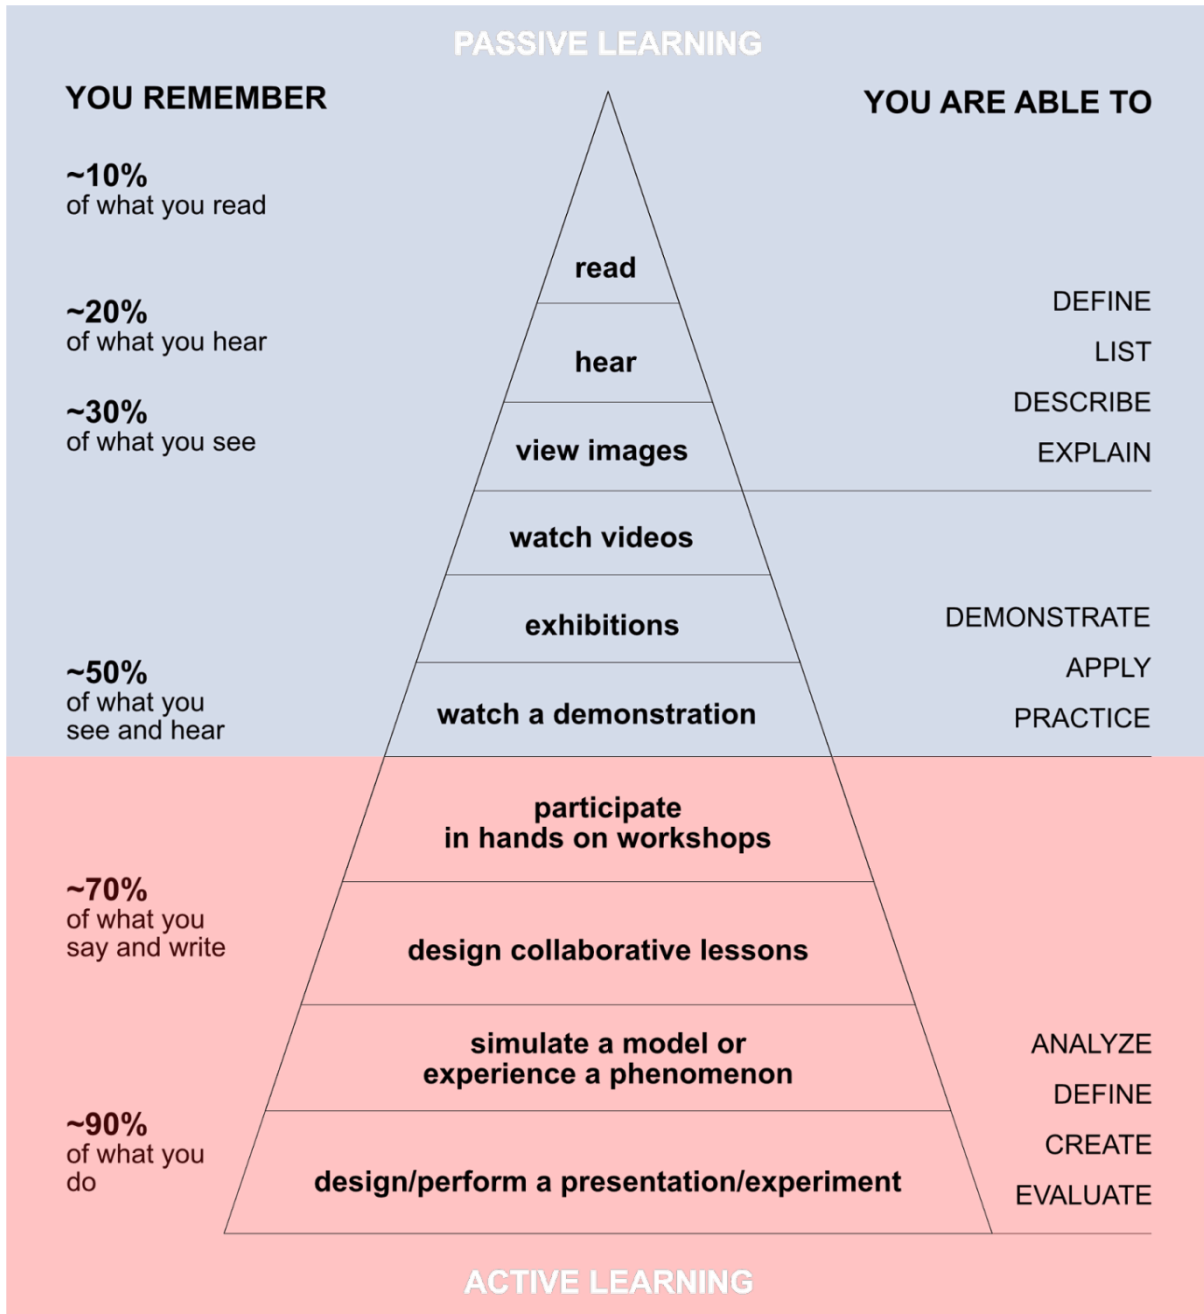 PASSIVE LEARNING
YOU REMEMBER
YOU ARE ABLE TO
~10%
of what you read
read
~20%
of what you hear
hear
~30%
of what you see
view images
DEFINE
LIST
DESCRIBE
EXPLAIN
watch videos
exhibitions
~50%
of what you
see and hear
watch a demonstration
DEMONSTRATE
APPLY
PRACTICE
participate
in hands on workshops
~70%
of what you
say and write
design collaborative lessons
simulate a model or
experience a phenomenon
~90%
of what you
do
design/perform a presentation/experiment
ANALYZE
DEFINE
CREATE
EVALUATE
ACTIVE LEARNING